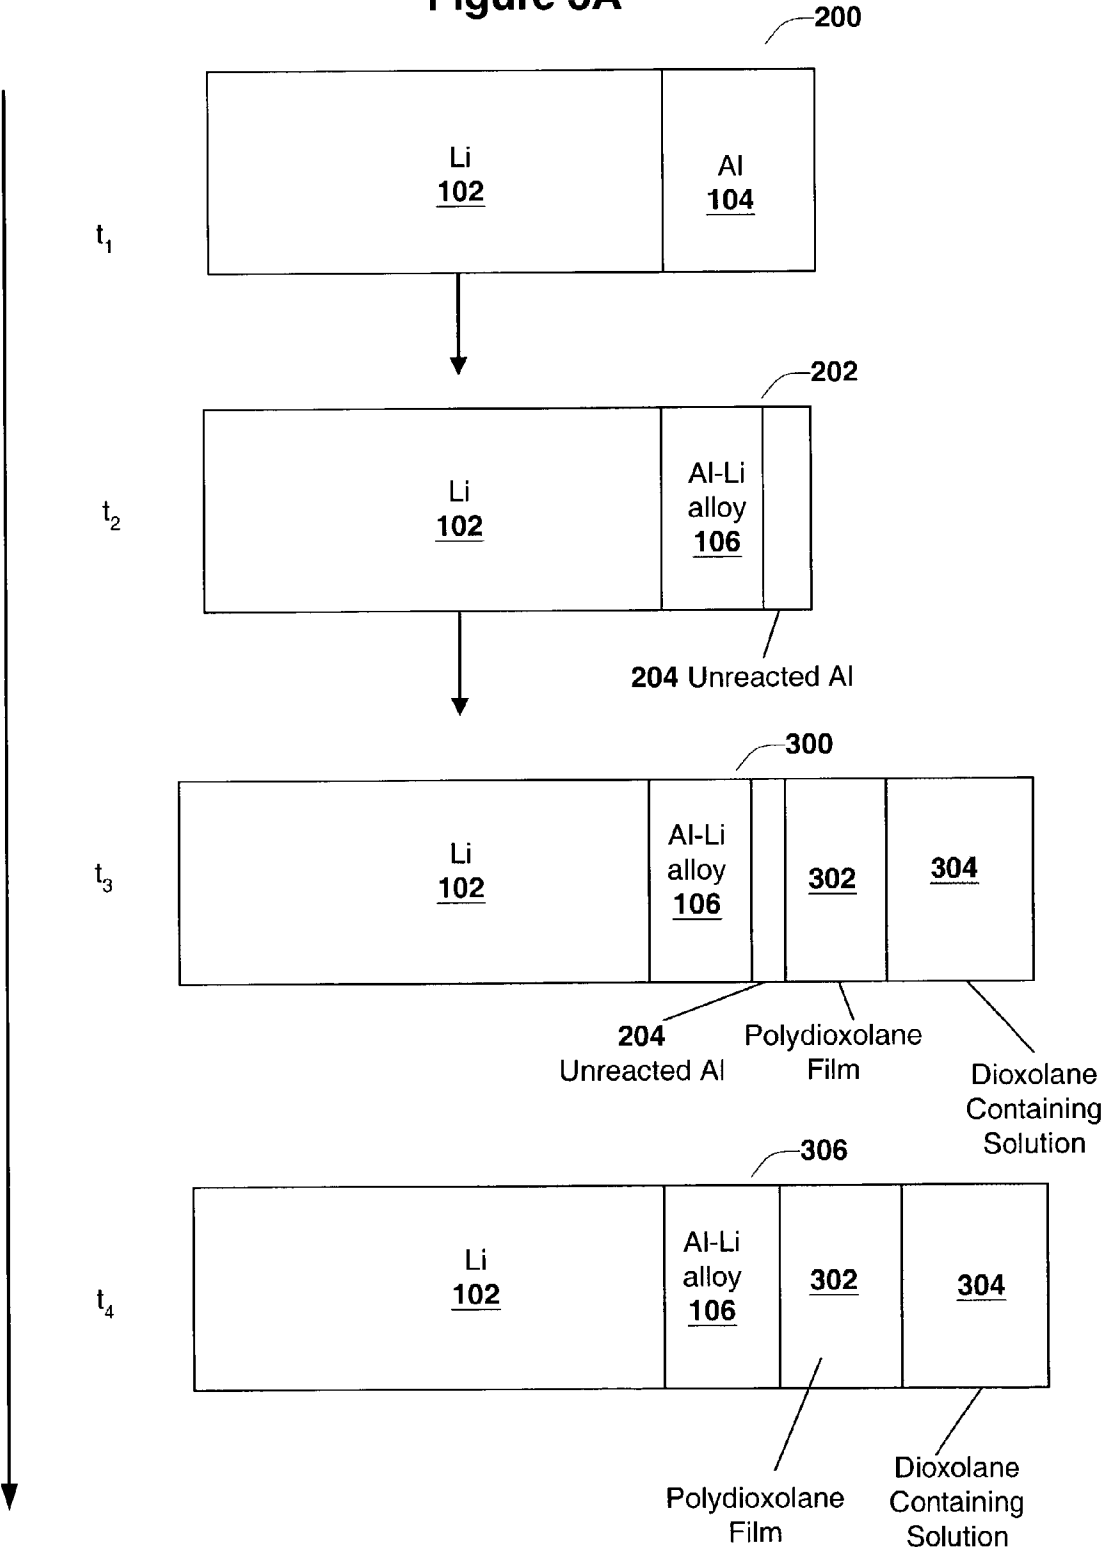 Figure 3A
200
Li
102
Al
104
t1
202
Li
102
Al-Li
alloy
106
t2
204 Unreacted Al
300
Li
102
Al-Li
alloy
106
302
304
t3
204
Unreacted Al
Polydioxolane
Film
Dioxolane
Containing
Solution
306
Li
102
Al-Li
alloy
106
302
304
t4
Polydioxolane
Film
Dioxolane
Containing
Solution